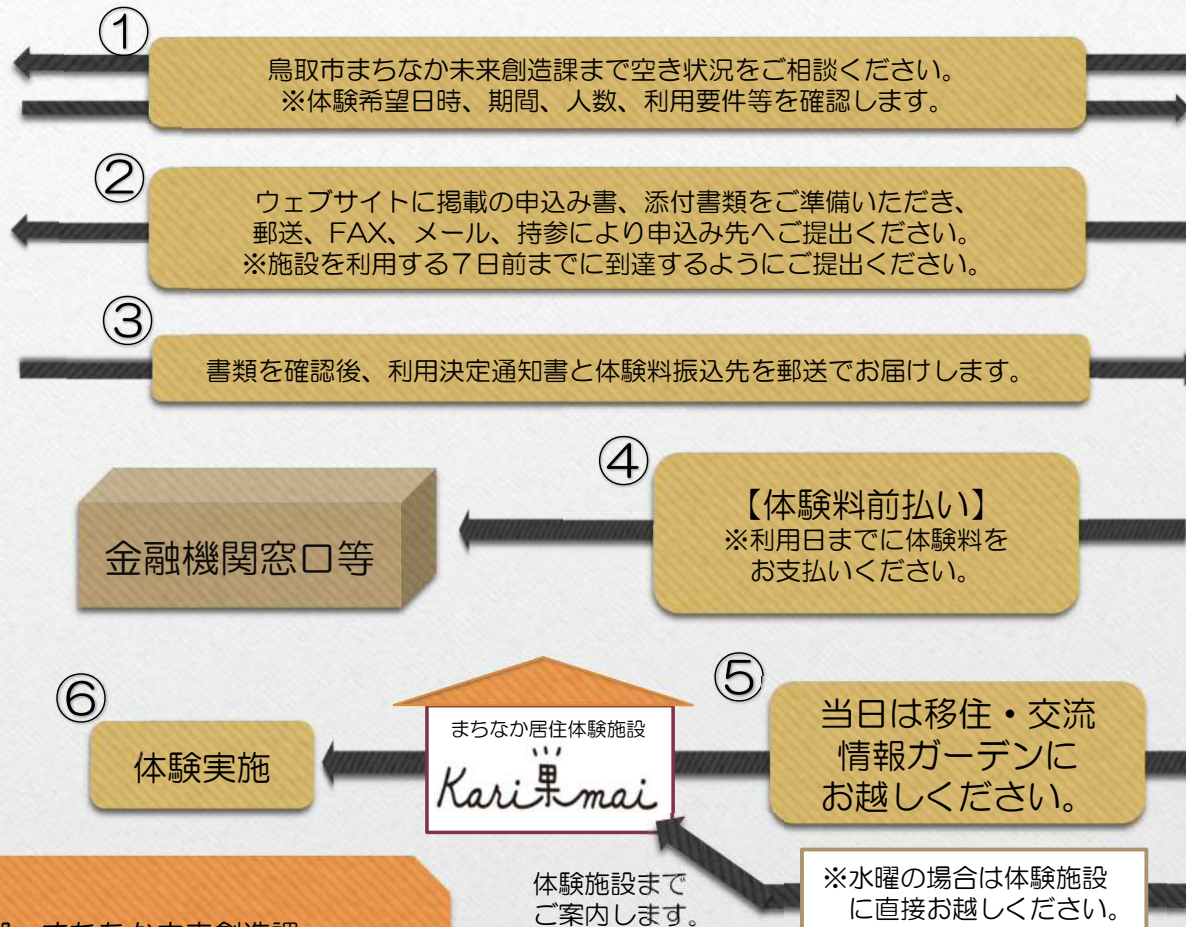 ①
鳥取市まちなか未来創造課まで空き状況をご相談ください。
※体験希望日時、期間、人数、利用要件等を確認します。
②
ウェブサイトに掲載の申込み書、添付書類をご準備いただき、
郵送、FAX、メール、持参により申込み先へご提出ください。
※施設を利用する７日前までに到達するようにご提出ください。
③
書類を確認後、利用決定通知書と体験料振込先を郵送でお届けします。
④
【体験料前払い】
※利用日までに体験料を
お支払いください。
金融機関窓口等
⑤
当日は移住・交流
情報ガーデンに
お越しください。
まちなか居住体験施設
Kari果mai
⑥
体験実施
体験施設まで
ご案内します。
※水曜の場合は体験施設
に直接お越しください。
まちなか未来創造課